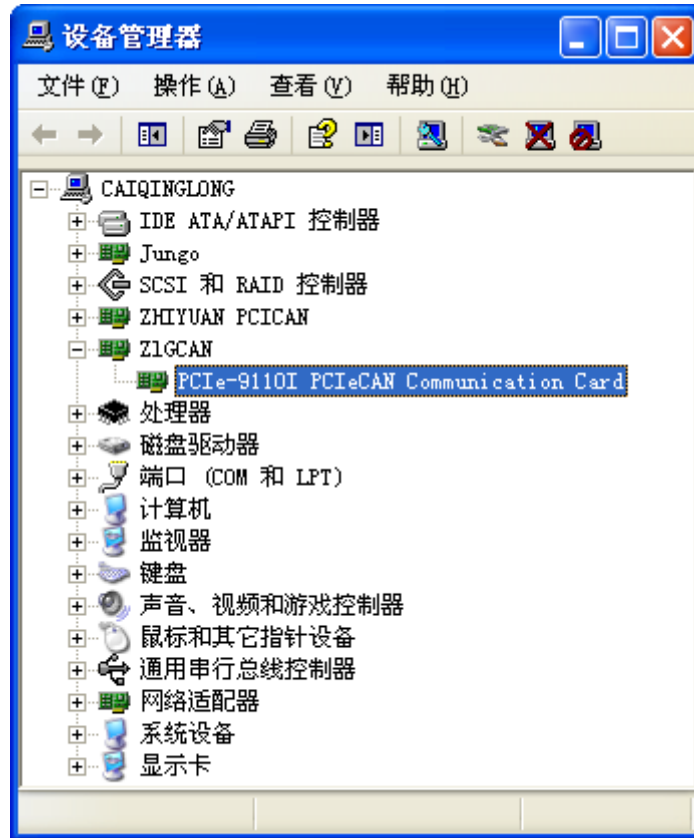 设备管理器
文件(F) 操作(A) 查看(V) 帮助(H)
CAIQINGLONG
IDE ATA/ATAPI 控制器
Jungo
SCSI 和 RAID 控制器
ZHIYUAN PCICAN
ZlGCAN
PCIe-9110I PCIeCAN Communication Card
处理器
磁盘驱动器
端口 (COM 和 LPT)
计算机
监视器
键盘
声音、视频和游戏控制器
鼠标和其它指针设备
通用串行总线控制器
网络适配器
系统设备
显示卡